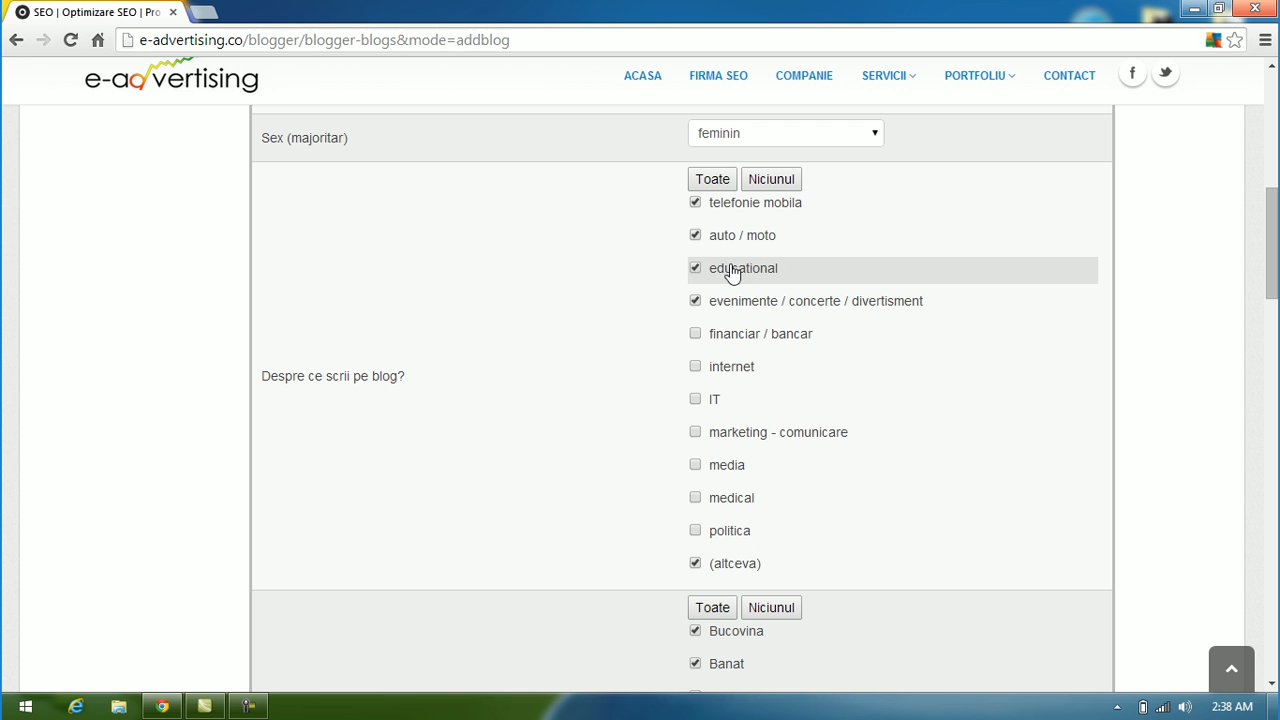 SEO | Optimizare SEO | Pro
e-advertising.co/blogger/blogger-blogs&mode=addblog
e-advertising
ACASA
FIRMA SEO
COMPANIE
SERVICII
PORTFOLIU
CONTACT
Sex (majoritar)
feminin
Toate
Niciunul
telefonie mobila
auto / moto
educational
evenimente / concerte / divertisment
financiar / bancar
internet
Despre ce scrii pe blog?
IT
marketing - comunicare
media
medical
politica
(altceva)
Toate
Niciunul
Bucovina
Banat
2:38 AM